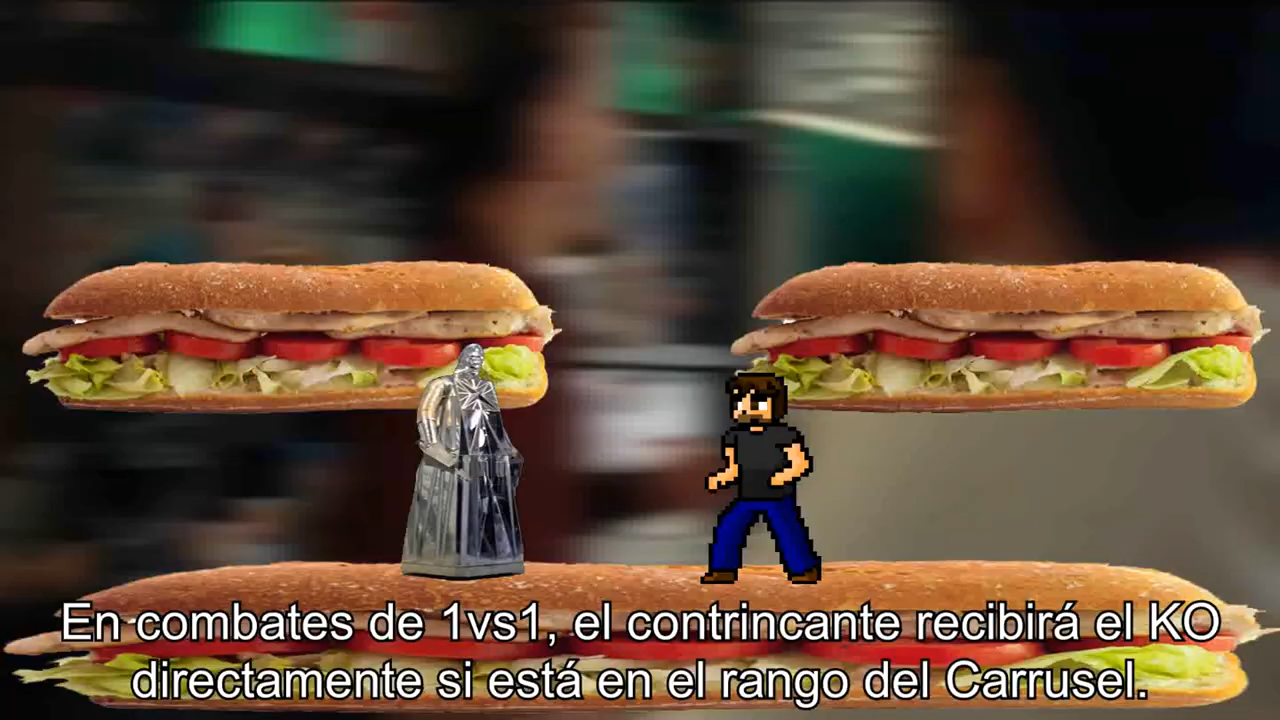 En combates de 1vs1, el contrincante recibirá el KO
directamente si está en el rango del Carrusel.